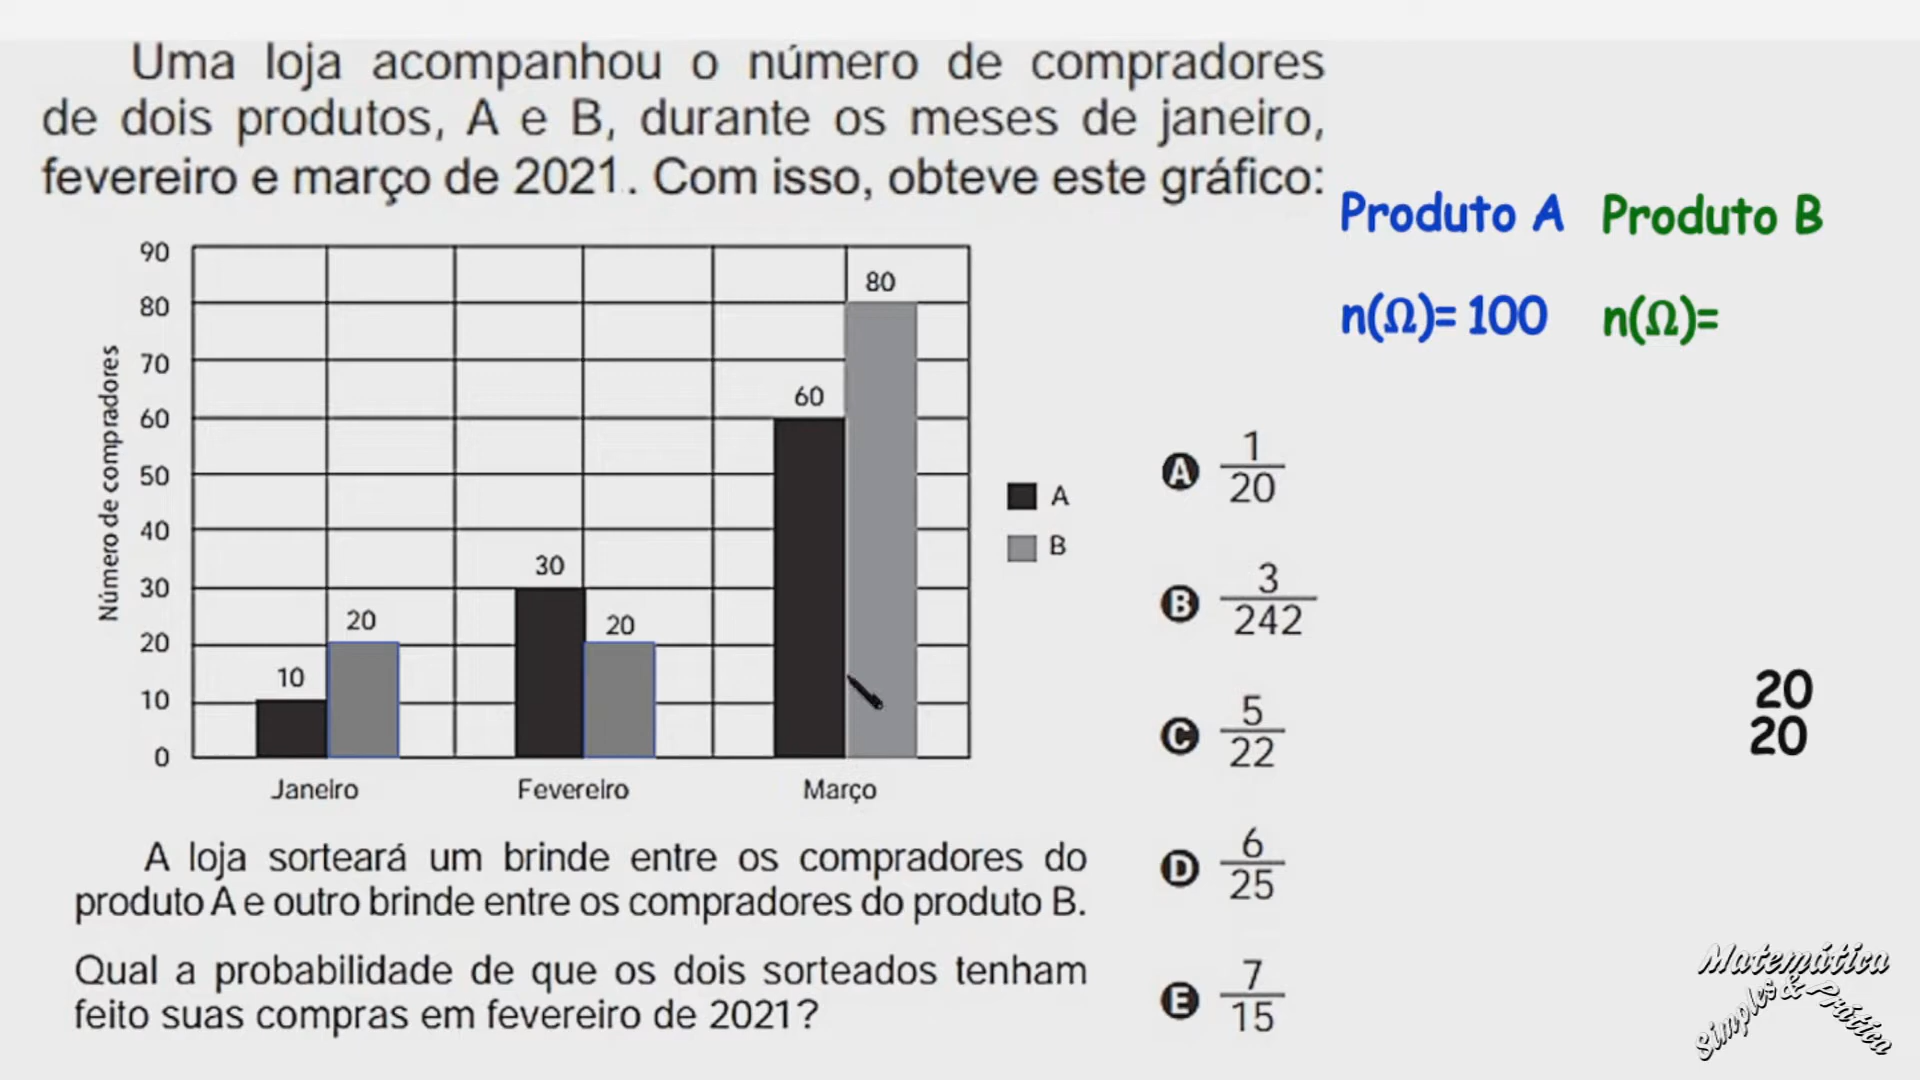 Uma loja acompanhou o número de compradores
de dois produtos, A e B, durante os meses de janeiro,
fevereiro e março de 2021. Com isso, obteve este gráfico:
Produto A Produto B
n(Ω)= 100 n(Ω)=
Número de compradores
90
80
70
60
50
40
30
20
10
0
10
20
30
20
60
80
Janeiro Fevereiro Março
A
B
A loja sorteará um brinde entre os compradores do
produto A e outro brinde entre os compradores do produto B.
Qual a probabilidade de que os dois sorteados tenham
feito suas compras em fevereiro de 2021?
A 1/20
B 3/242
C 5/22
D 6/25
E 7/15
20
20
Matemática
Simples & Prática